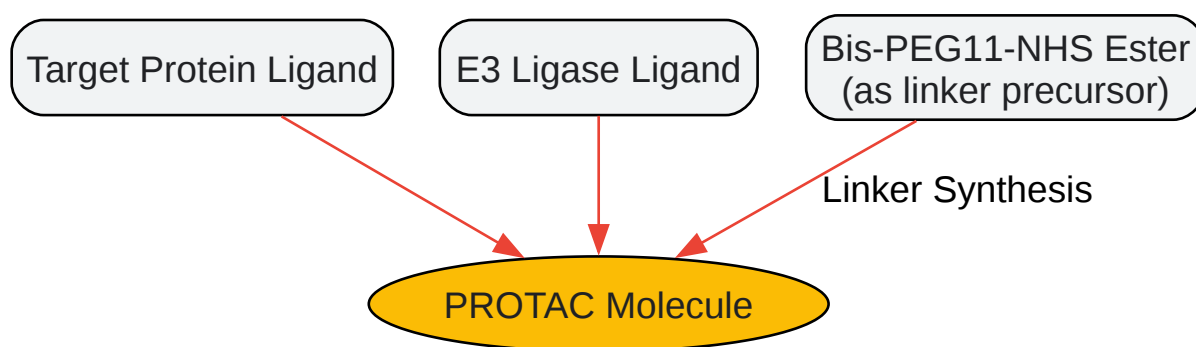 Target Protein Ligand
E3 Ligase Ligand
Bis-PEG11-NHS Ester
(as linker precursor)
Linker Synthesis
PROTAC Molecule